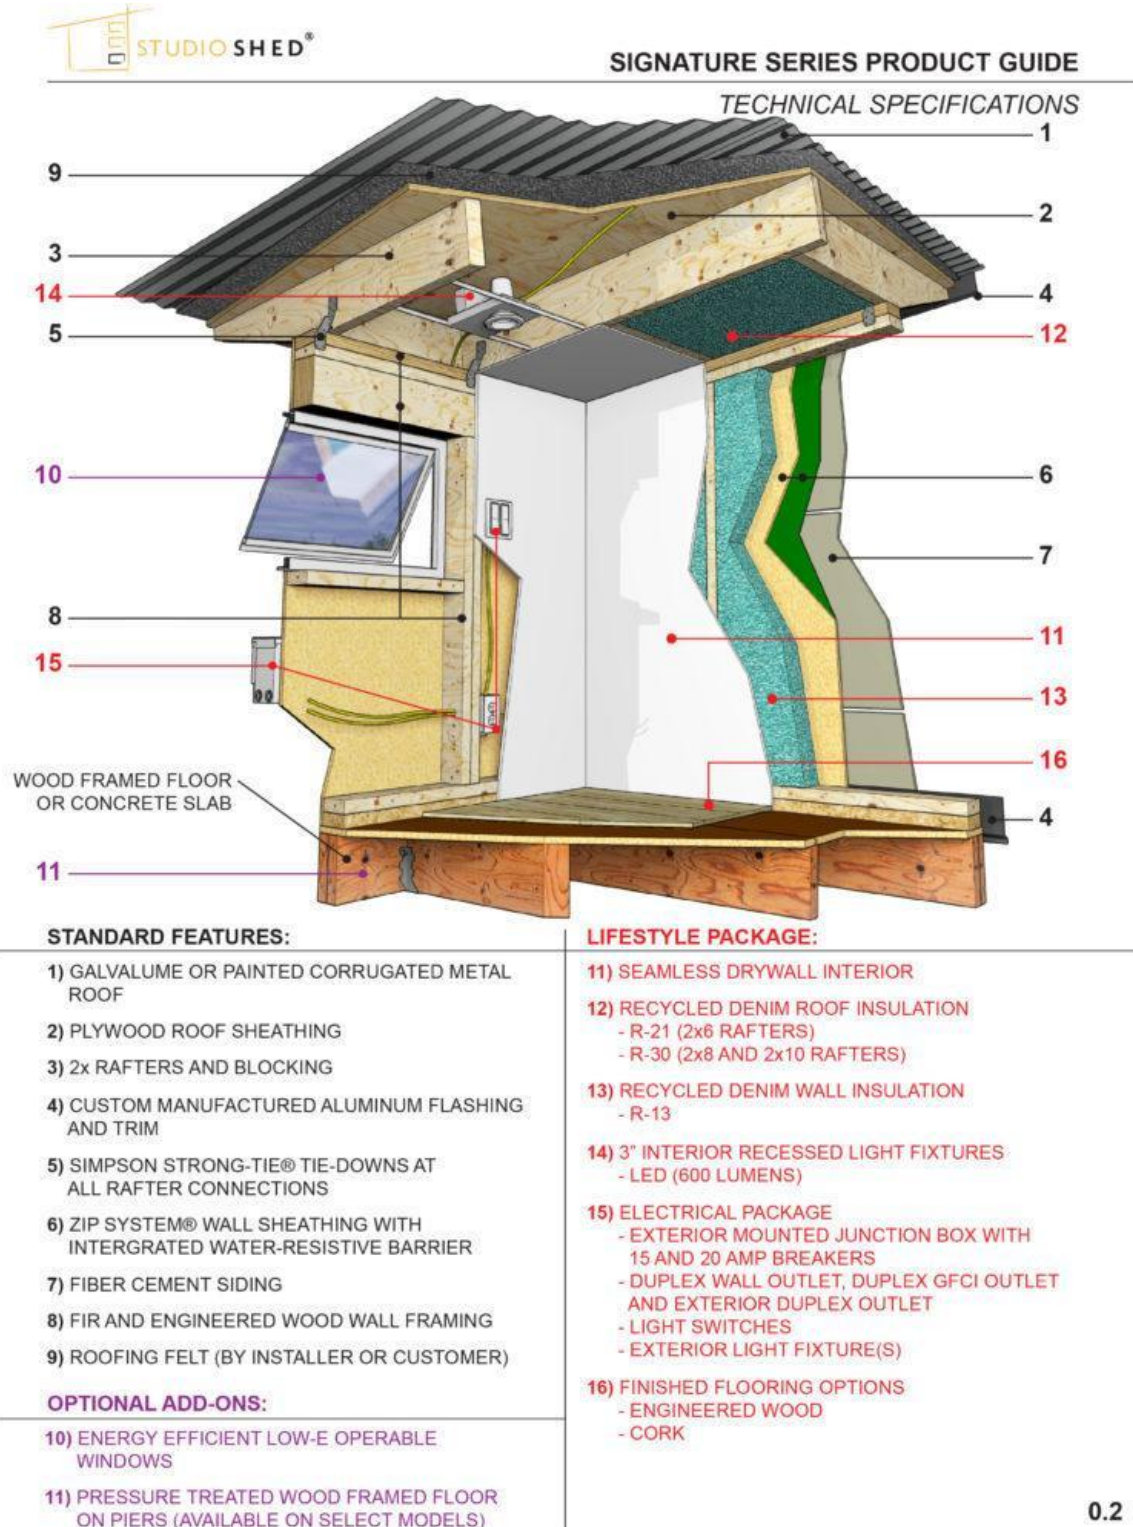 STUDIO SHED®
SIGNATURE SERIES PRODUCT GUIDE
TECHNICAL SPECIFICATIONS
1
9
2
3
14
4
5
12
10
6
7
8
11
15
13
16
WOOD FRAMED FLOOR
OR CONCRETE SLAB
4
11
STANDARD FEATURES:
1) GALVALUME OR PAINTED CORRUGATED METAL
ROOF
2) PLYWOOD ROOF SHEATHING
3) 2x RAFTERS AND BLOCKING
4) CUSTOM MANUFACTURED ALUMINUM FLASHING
AND TRIM
5) SIMPSON STRONG-TIE® TIE-DOWNS AT
ALL RAFTER CONNECTIONS
6) ZIP SYSTEM® WALL SHEATHING WITH
INTERGRATED WATER-RESISTIVE BARRIER
7) FIBER CEMENT SIDING
8) FIR AND ENGINEERED WOOD WALL FRAMING
9) ROOFING FELT (BY INSTALLER OR CUSTOMER)
OPTIONAL ADD-ONS:
10) ENERGY EFFICIENT LOW-E OPERABLE
WINDOWS
11) PRESSURE TREATED WOOD FRAMED FLOOR
ON PIERS (AVAILABLE ON SELECT MODELS)
LIFESTYLE PACKAGE:
11) SEAMLESS DRYWALL INTERIOR
12) RECYCLED DENIM ROOF INSULATION
- R-21 (2x6 RAFTERS)
- R-30 (2x8 AND 2x10 RAFTERS)
13) RECYCLED DENIM WALL INSULATION
- R-13
14) 3" INTERIOR RECESSED LIGHT FIXTURES
- LED (600 LUMENS)
15) ELECTRICAL PACKAGE
- EXTERIOR MOUNTED JUNCTION BOX WITH
15 AND 20 AMP BREAKERS
- DUPLEX WALL OUTLET, DUPLEX GFCI OUTLET
AND EXTERIOR DUPLEX OUTLET
- LIGHT SWITCHES
- EXTERIOR LIGHT FIXTURE(S)
16) FINISHED FLOORING OPTIONS
- ENGINEERED WOOD
- CORK
0.2